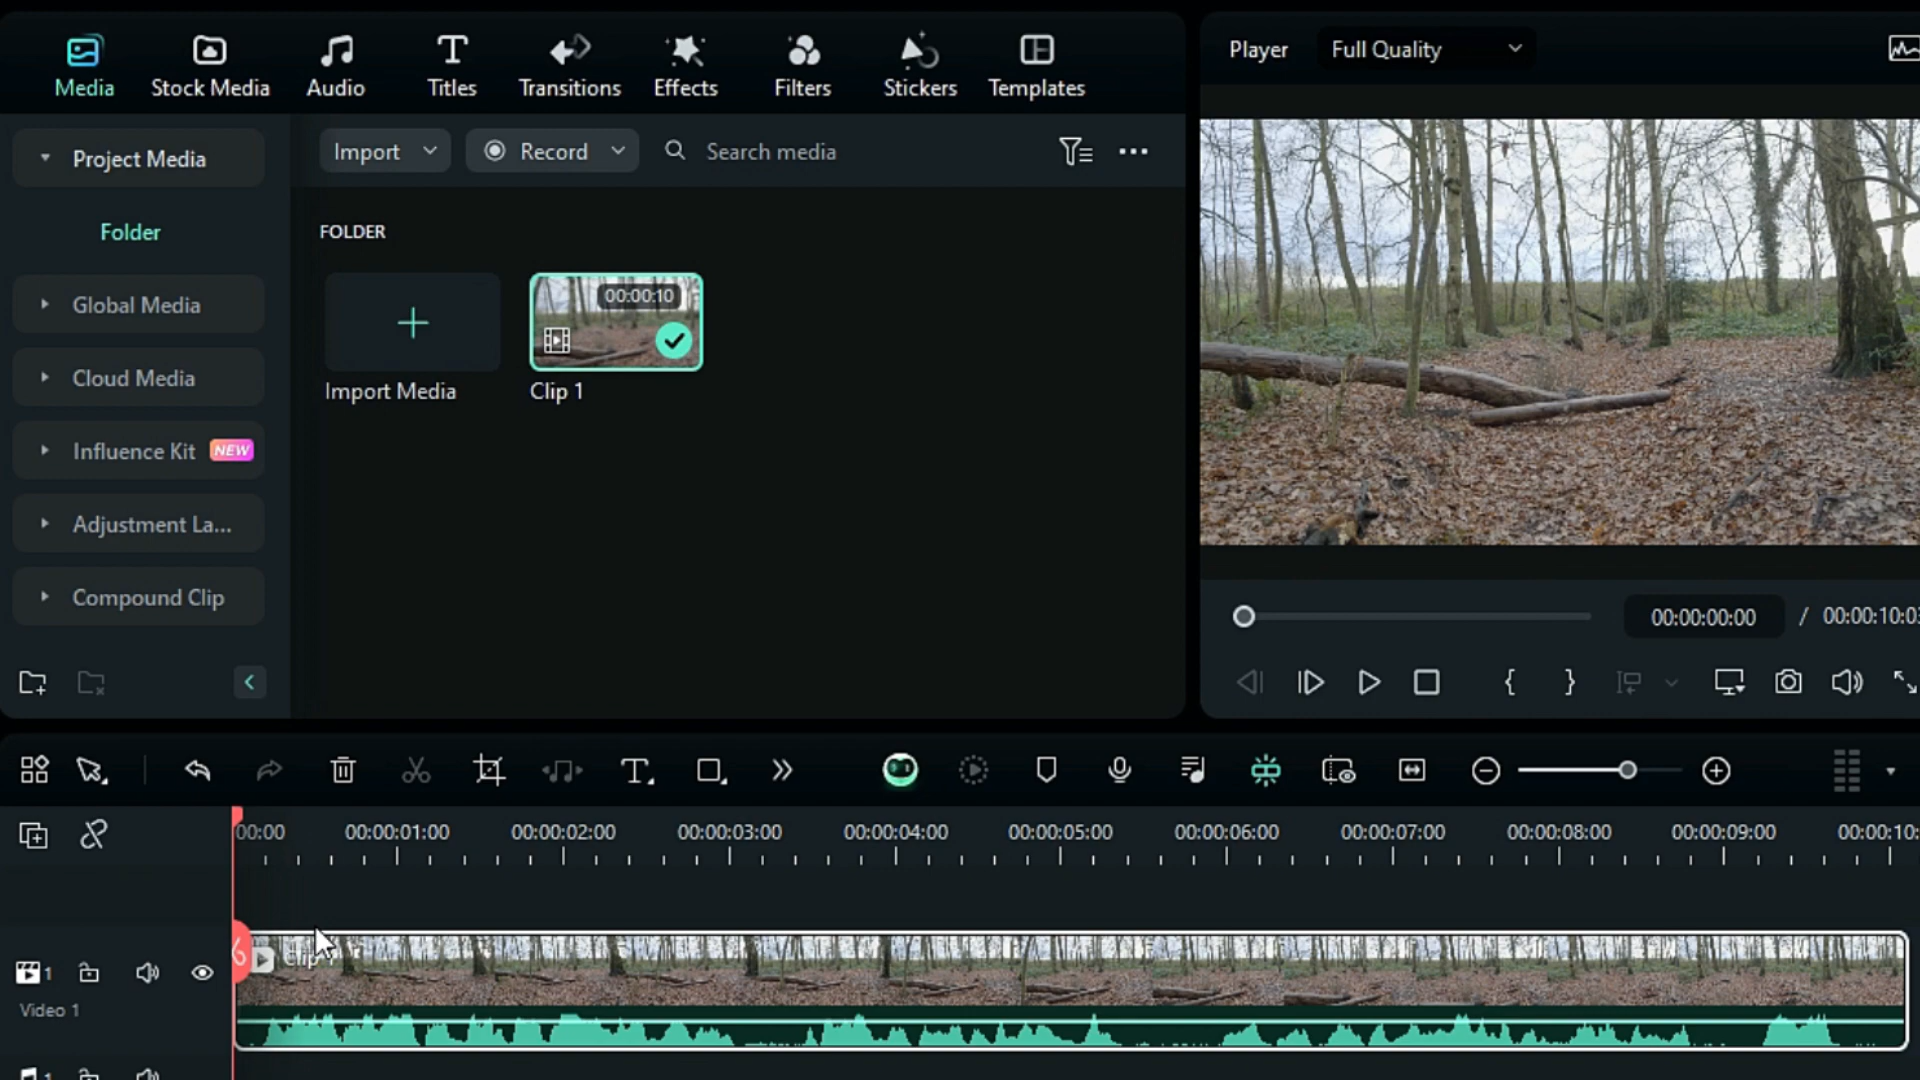 Media
Stock Media
Audio
Titles
Transitions
Effects
Filters
Stickers
Templates
Player
Full Quality
Project Media
Import
Record
Search media
Folder
FOLDER
Global Media
00:00:10
Cloud Media
Import Media
Clip 1
Influence Kit NEW
Adjustment La...
Compound Clip
00:00:00:00 / 00:00:10:03
00:00
00:00:01:00
00:00:02:00
00:00:03:00
00:00:04:00
00:00:05:00
00:00:06:00
00:00:07:00
00:00:08:00
00:00:09:00
00:00:10:
1
Video 1
1